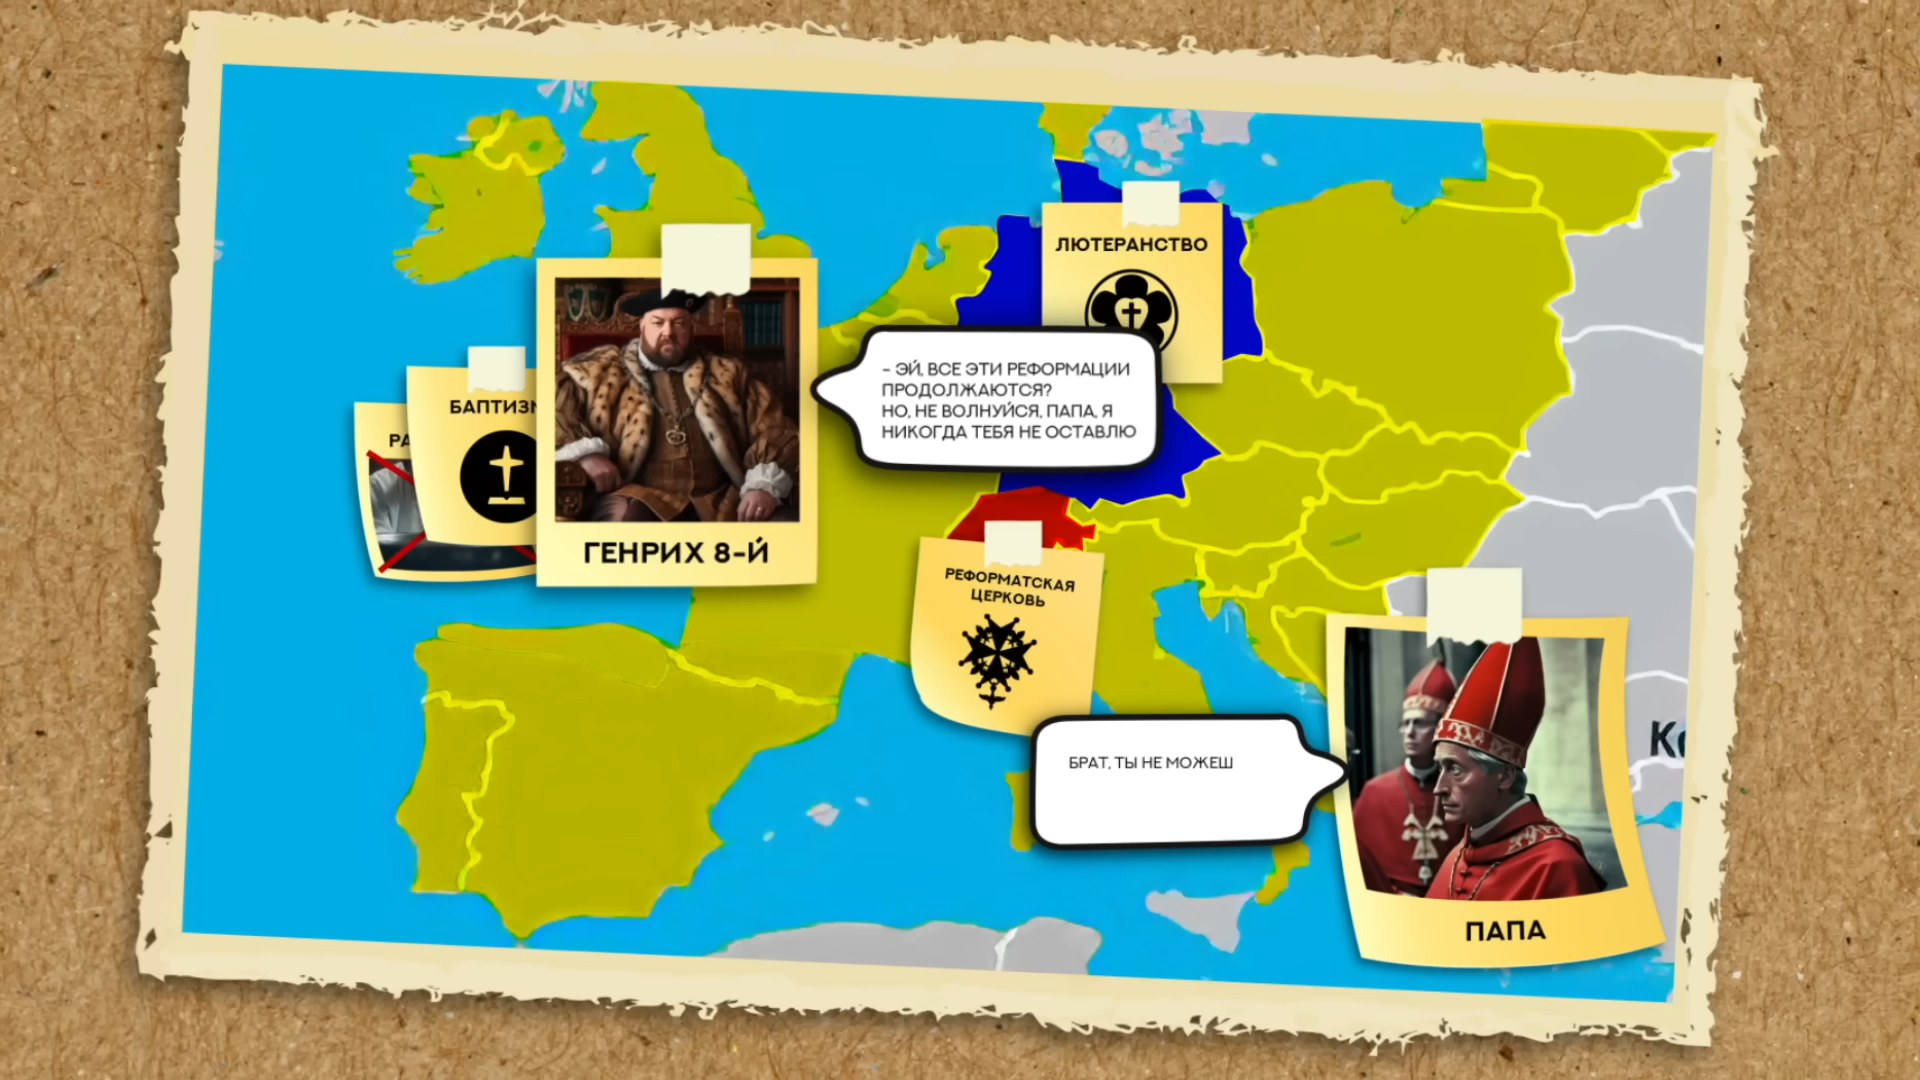 ЛЮТЕРАНСТВО
– ЭЙ, ВСЕ ЭТИ РЕФОРМАЦИИ
ПРОДОЛЖАЮТСЯ?
НО, НЕ ВОЛНУЙСЯ, ПАПА, Я
НИКОГДА ТЕБЯ НЕ ОСТАВЛЮ
БАПТИЗМ
РА
ГЕНРИХ 8-Й
РЕФОРМАТСКАЯ
ЦЕРКОВЬ
БРАТ, ТЫ НЕ МОЖЕШ
ПАПА